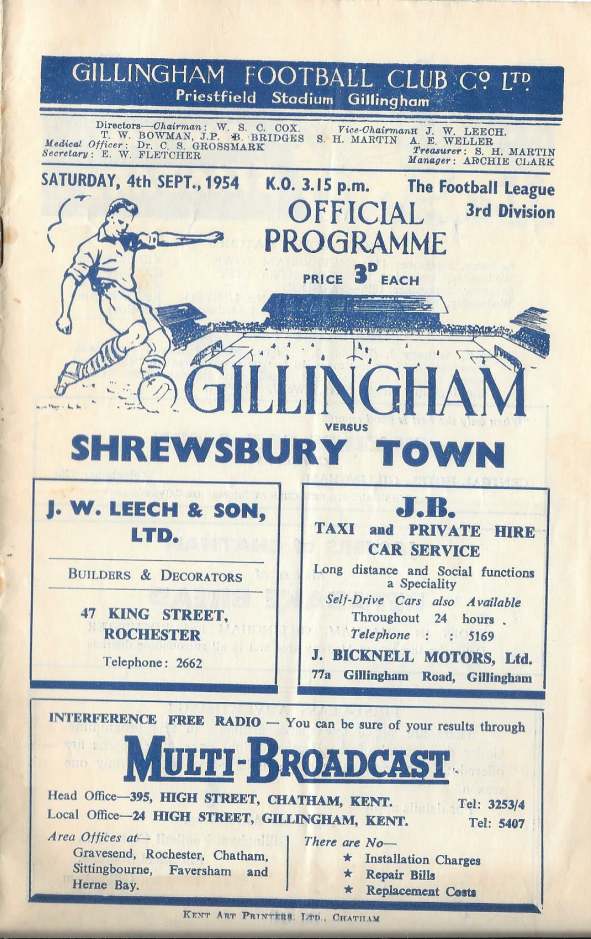 GILLINGHAM FOOTBALL CLUB Co LTD.
Priestfield Stadium Gillingham
Directors—Chairman: W. S. C. COX. Vice-Chairman J. W. LEECH.
T. W. BOWMAN, J.P. B. BRIDGES S. H. MARTIN A. E. WELLER
Medical Officer: Dr. C. S. GROSSMARK Treasurer: S. H. MARTIN
Secretary: E. W. FLETCHER Manager: ARCHIE CLARK
SATURDAY, 4th SEPT., 1954 K.O. 3.15 p.m. The Football League
3rd Division
OFFICIAL
PROGRAMME
PRICE 3D EACH
GILLINGHAM
VERSUS
SHREWSBURY TOWN
J. W. LEECH & SON,
LTD.
BUILDERS & DECORATORS
47 KING STREET,
ROCHESTER
Telephone: 2662
J.B.
TAXI and PRIVATE HIRE
CAR SERVICE
Long distance and Social functions
a Speciality
Self-Drive Cars also Available
Throughout 24 hours .
Telephone : : 5169
J. BICKNELL MOTORS, Ltd.
77a Gillingham Road, Gillingham
INTERFERENCE FREE RADIO — You can be sure of your results through
MULTI-BROADCAST
Head Office—395, HIGH STREET, CHATHAM, KENT. Tel: 3253/4
Local Office—24 HIGH STREET, GILLINGHAM, KENT. Tel: 5407
Area Offices at—
Gravesend, Rochester, Chatham,
Sittingbourne, Faversham and
Herne Bay.
There are No—
★ Installation Charges
★ Repair Bills
★ Replacement Costs
KENT ART PRINTERS, LTD., CHATHAM